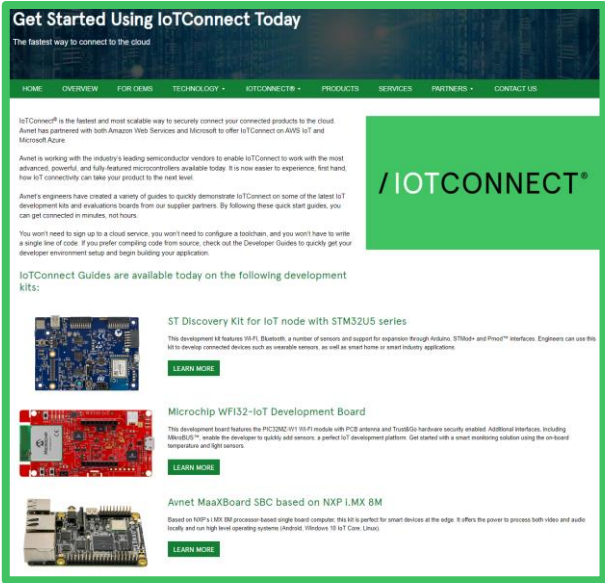 Get Started Using IoTConnect Today
The fastest way to connect to the cloud
HOME
OVERVIEW
FOR OEMS
TECHNOLOGY
IOTCONNECT®
PRODUCTS
SERVICES
PARTNERS
CONTACT US
IoTConnect® is the fastest and most scalable way to securely connect your connected products to the cloud.
Avnet has partnered with both Amazon Web Services and Microsoft to offer IoTConnect on AWS IoT and
Microsoft Azure
Avnet is working with the industry's leading semiconductor vendors to enable IoTConnect to work with the most
advanced, powerful, and fully-featured microcontrollers available today. It is now easier to experience, first hand,
how IoT connectivity can take your product to the next level.
Avnet's engineers have created a variety of guides to quickly demonstrate IoTConnect on some of the latest IoT
development kits and evaluations boards from our supplier partners. By following these quick start guides, you
can get connected in minutes, not hours.
You won't need to sign up to a cloud service, you won't need to configure a toolchain, and you won't have to write
a single line of code. If you prefer compiling code from source, check out the Developer Guides to quickly get your
developer environment setup and begin building your application.
/IOTCONNECT®
IoTConnect Guides are available today on the following development
kits:
ST Discovery Kit for IoT node with STM32U5 series
This development kit features Wi-Fi, Bluetooth, a number of sensors and support for expansion through Arduino, STMod+ and Pmod™ interfaces. Engineers can use this
kit to develop connected devices such as wearable sensors, as well as smart home or smart industry applications.
LEARN MORE
Microchip WFI32-IoT Development Board
This development board features the PIC32MZ-W1 Wi-Fi module with PCB antenna and Trust&Go hardware security enabled. Additional Interfaces, including
MikroBUS™, enable the developer to quickly add sensors, a perfect IoT development platform. Get started with a smart monitoring solution using the on-board
temperature and light sensors.
LEARN MORE
Avnet MaaXBoard SBC based on NXP i.MX 8M
Based on NXP's i.MX 8M processor-based single board computer, this kit is perfect for smart devices at the edge. It offers the power to process both video and audio
locally and run high level operating systems (Android, Windows 10 IoT Core, Linux).
LEARN MORE